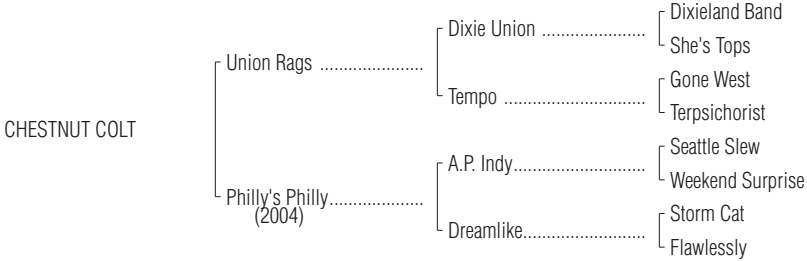 Dixieland Band
Dixie Union ......................
She's Tops
Union Rags ......................
Gone West
Tempo ..............................
Terpsichorist
CHESTNUT COLT
Seattle Slew
A.P. Indy............................
Weekend Surprise
Philly's Philly....................
(2004)
Storm Cat
Dreamlike..........................
Flawlessly